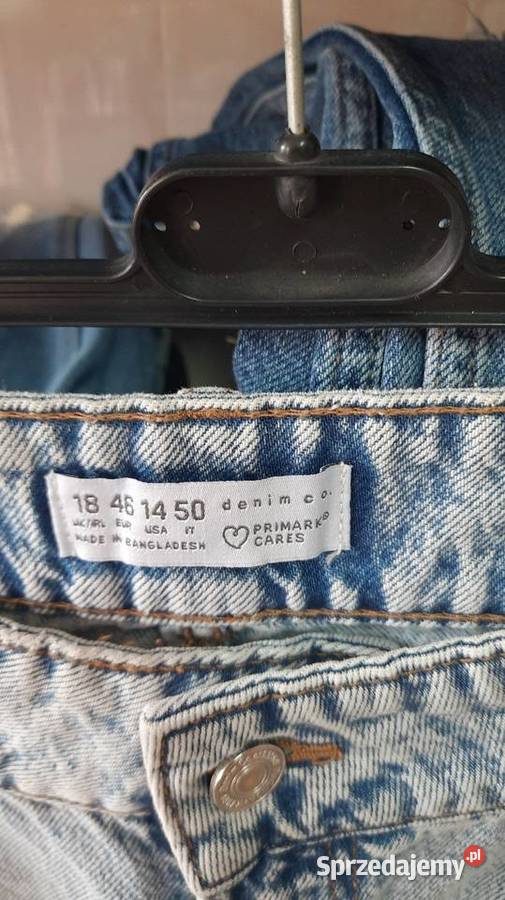 18 46 14 50
UK/IRL EUR USA IT
MADE IN BANGLADESH
denim co.
PRIMARK®
CARES
Sprzedajemy.pl